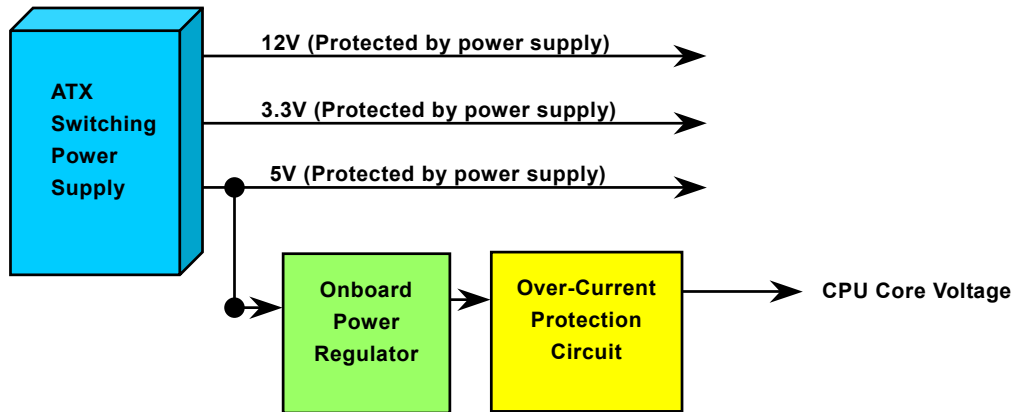 12V (Protected by power supply)
ATX
Switching
Power
Supply
3.3V (Protected by power supply)
5V (Protected by power supply)
Onboard
Power
Regulator
Over-Current
Protection
Circuit
CPU Core Voltage